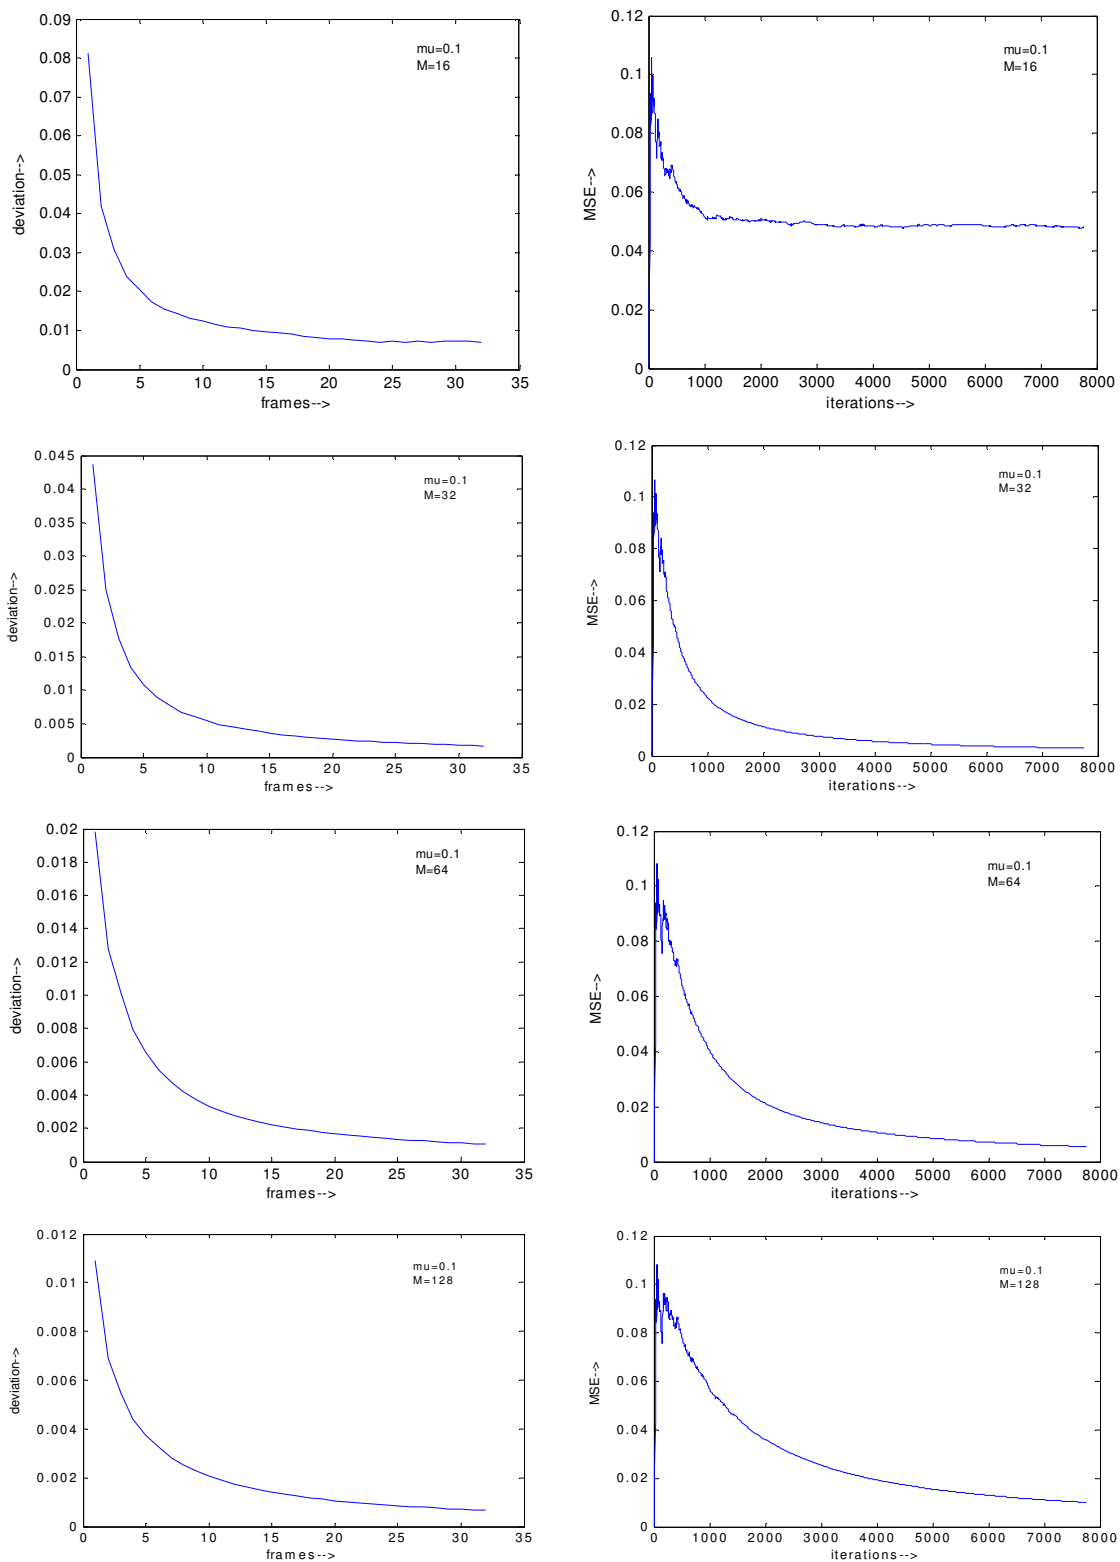 0.09
0.08
0.07
0.06
0.05
0.04
0.03
0.02
0.01
0
deviation-->
mu=0.1
M=16
0 5 10 15 20 25 30 35
frames-->
0.12
0.1
0.08
0.06
0.04
0.02
0
MSE-->
mu=0.1
M=16
0 1000 2000 3000 4000 5000 6000 7000 8000
iterations-->
0.045
0.04
0.035
0.03
0.025
0.02
0.015
0.01
0.005
0
deviation-->
mu=0.1
M=32
0 5 10 15 20 25 30 35
frames-->
0.12
0.1
0.08
0.06
0.04
0.02
0
MSE-->
mu=0.1
M=32
0 1000 2000 3000 4000 5000 6000 7000 8000
iterations-->
0.02
0.018
0.016
0.014
0.012
0.01
0.008
0.006
0.004
0.002
0
deviation-->
mu=0.1
M=64
0 5 10 15 20 25 30 35
frames-->
0.12
0.1
0.08
0.06
0.04
0.02
0
MSE-->
mu=0.1
M=64
0 1000 2000 3000 4000 5000 6000 7000 8000
iterations-->
0.012
0.01
0.008
0.006
0.004
0.002
0
deviation-->
mu=0.1
M=128
0 5 10 15 20 25 30 35
frames-->
0.12
0.1
0.08
0.06
0.04
0.02
0
MSE-->
mu=0.1
M=128
0 1000 2000 3000 4000 5000 6000 7000 8000
iterations-->